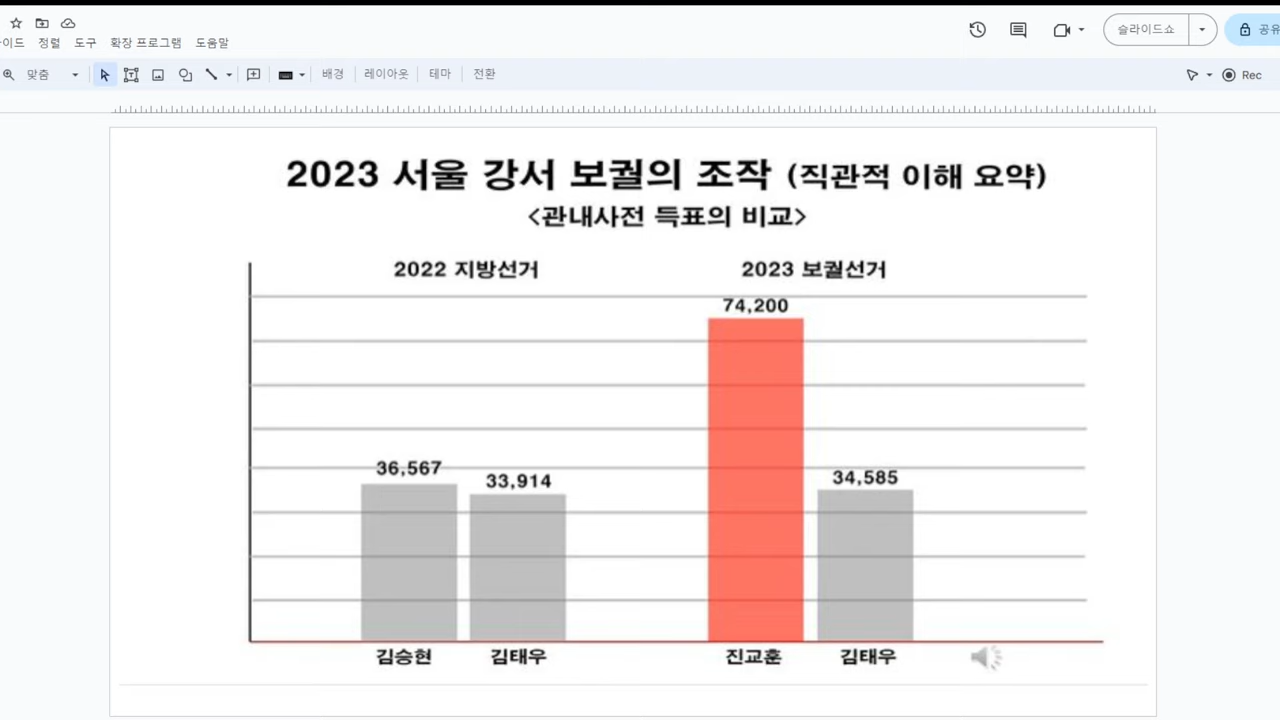 이드 정렬 도구 확장 프로그램 도움말
슬라이드쇼
공유
맞춤
배경 레이아웃 테마 전환
Rec
2023 서울 강서 보궐의 조작 (직관적 이해 요약)
<관내사전 득표의 비교>
2022 지방선거 2023 보궐선거
74,200
36,567
33,914
34,585
김승현 김태우 진교훈 김태우